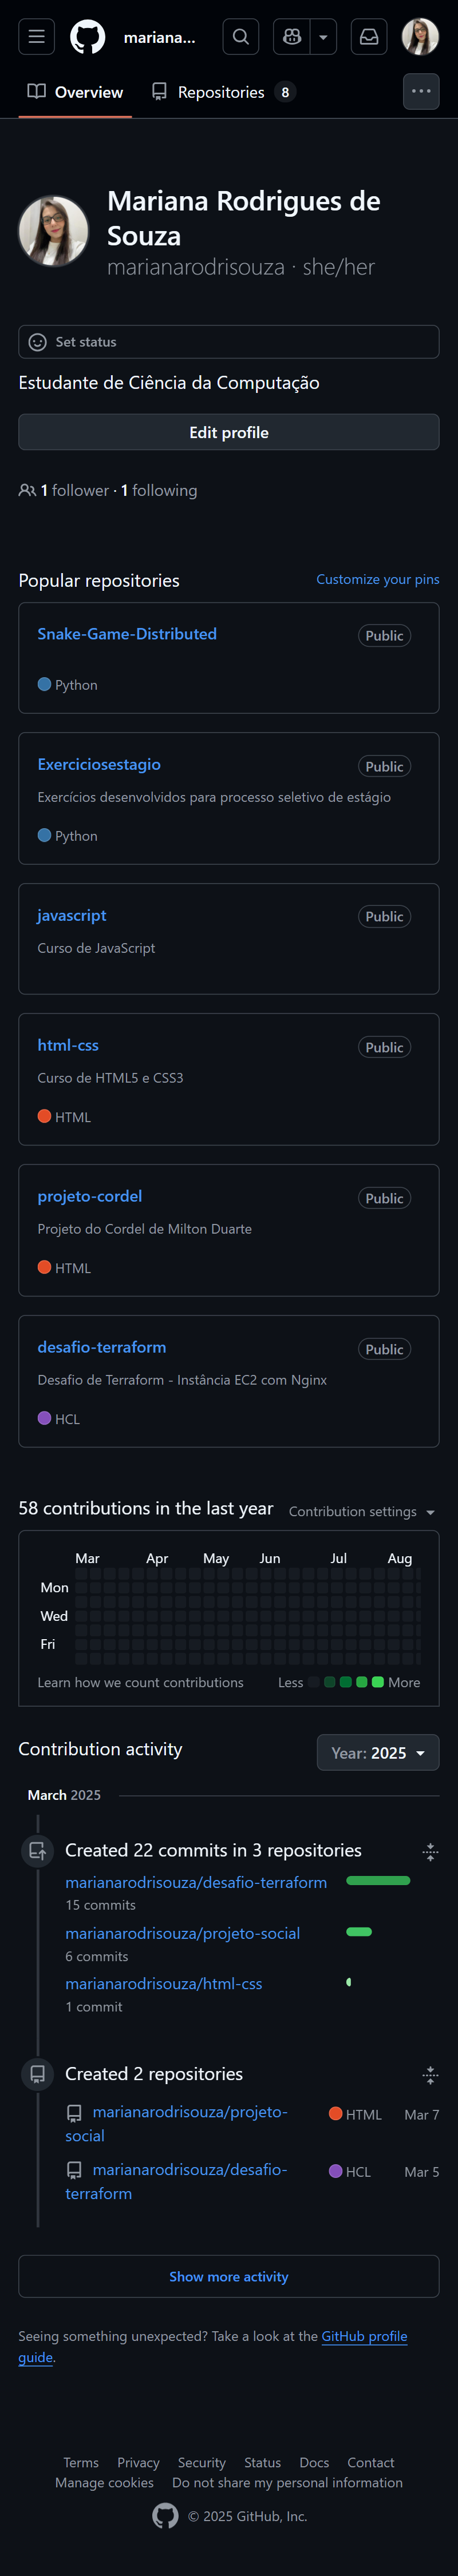 mariana...
Overview
Repositories 8
Mariana Rodrigues de
Souza
marianarodrisouza · she/her
Set status
Estudante de Ciência da Computação
Edit profile
1 follower · 1 following
Popular repositories Customize your pins
Snake-Game-Distributed Public
Python
Exerciciosestagio Public
Exercícios desenvolvidos para processo seletivo de estágio
Python
javascript Public
Curso de JavaScript
html-css Public
Curso de HTML5 e CSS3
HTML
projeto-cordel Public
Projeto do Cordel de Milton Duarte
HTML
desafio-terraform Public
Desafio de Terraform - Instância EC2 com Nginx
HCL
58 contributions in the last year Contribution settings
Mar Apr May Jun Jul Aug
Mon
Wed
Fri
Learn how we count contributions Less More
Contribution activity Year: 2025
March 2025
Created 22 commits in 3 repositories
marianarodrisouza/desafio-terraform
15 commits
marianarodrisouza/projeto-social
6 commits
marianarodrisouza/html-css
1 commit
Created 2 repositories
marianarodrisouza/projeto- HTML Mar 7
social
marianarodrisouza/desafio- HCL Mar 5
terraform
Show more activity
Seeing something unexpected? Take a look at the GitHub profile
guide.
Terms Privacy Security Status Docs Contact
Manage cookies Do not share my personal information
© 2025 GitHub, Inc.